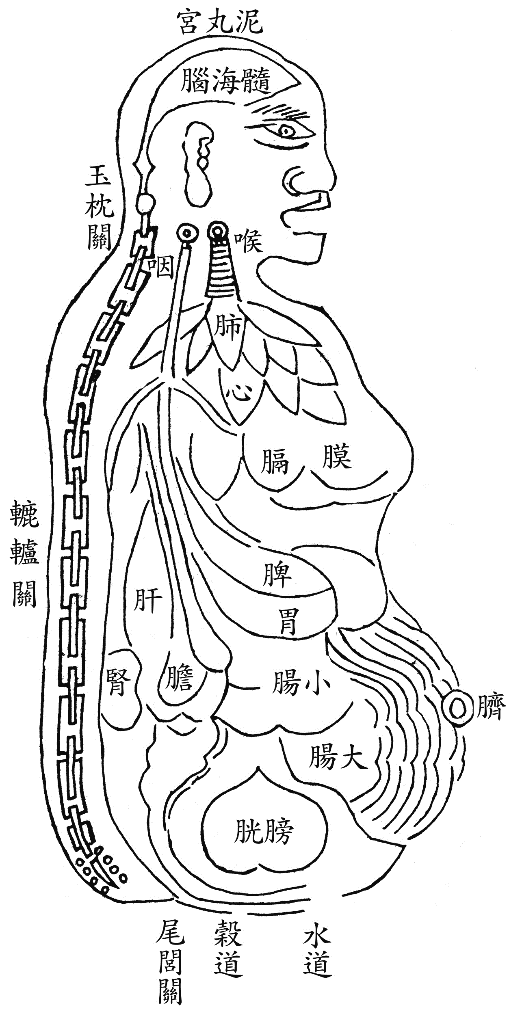 泥丸宮
髓海腦
玉枕關
喉
咽
肺
心
膈膜
轆轤關
脾
肝
胃
腎
膽
小腸
臍
大腸
膀胱
尾閭關
穀道
水道